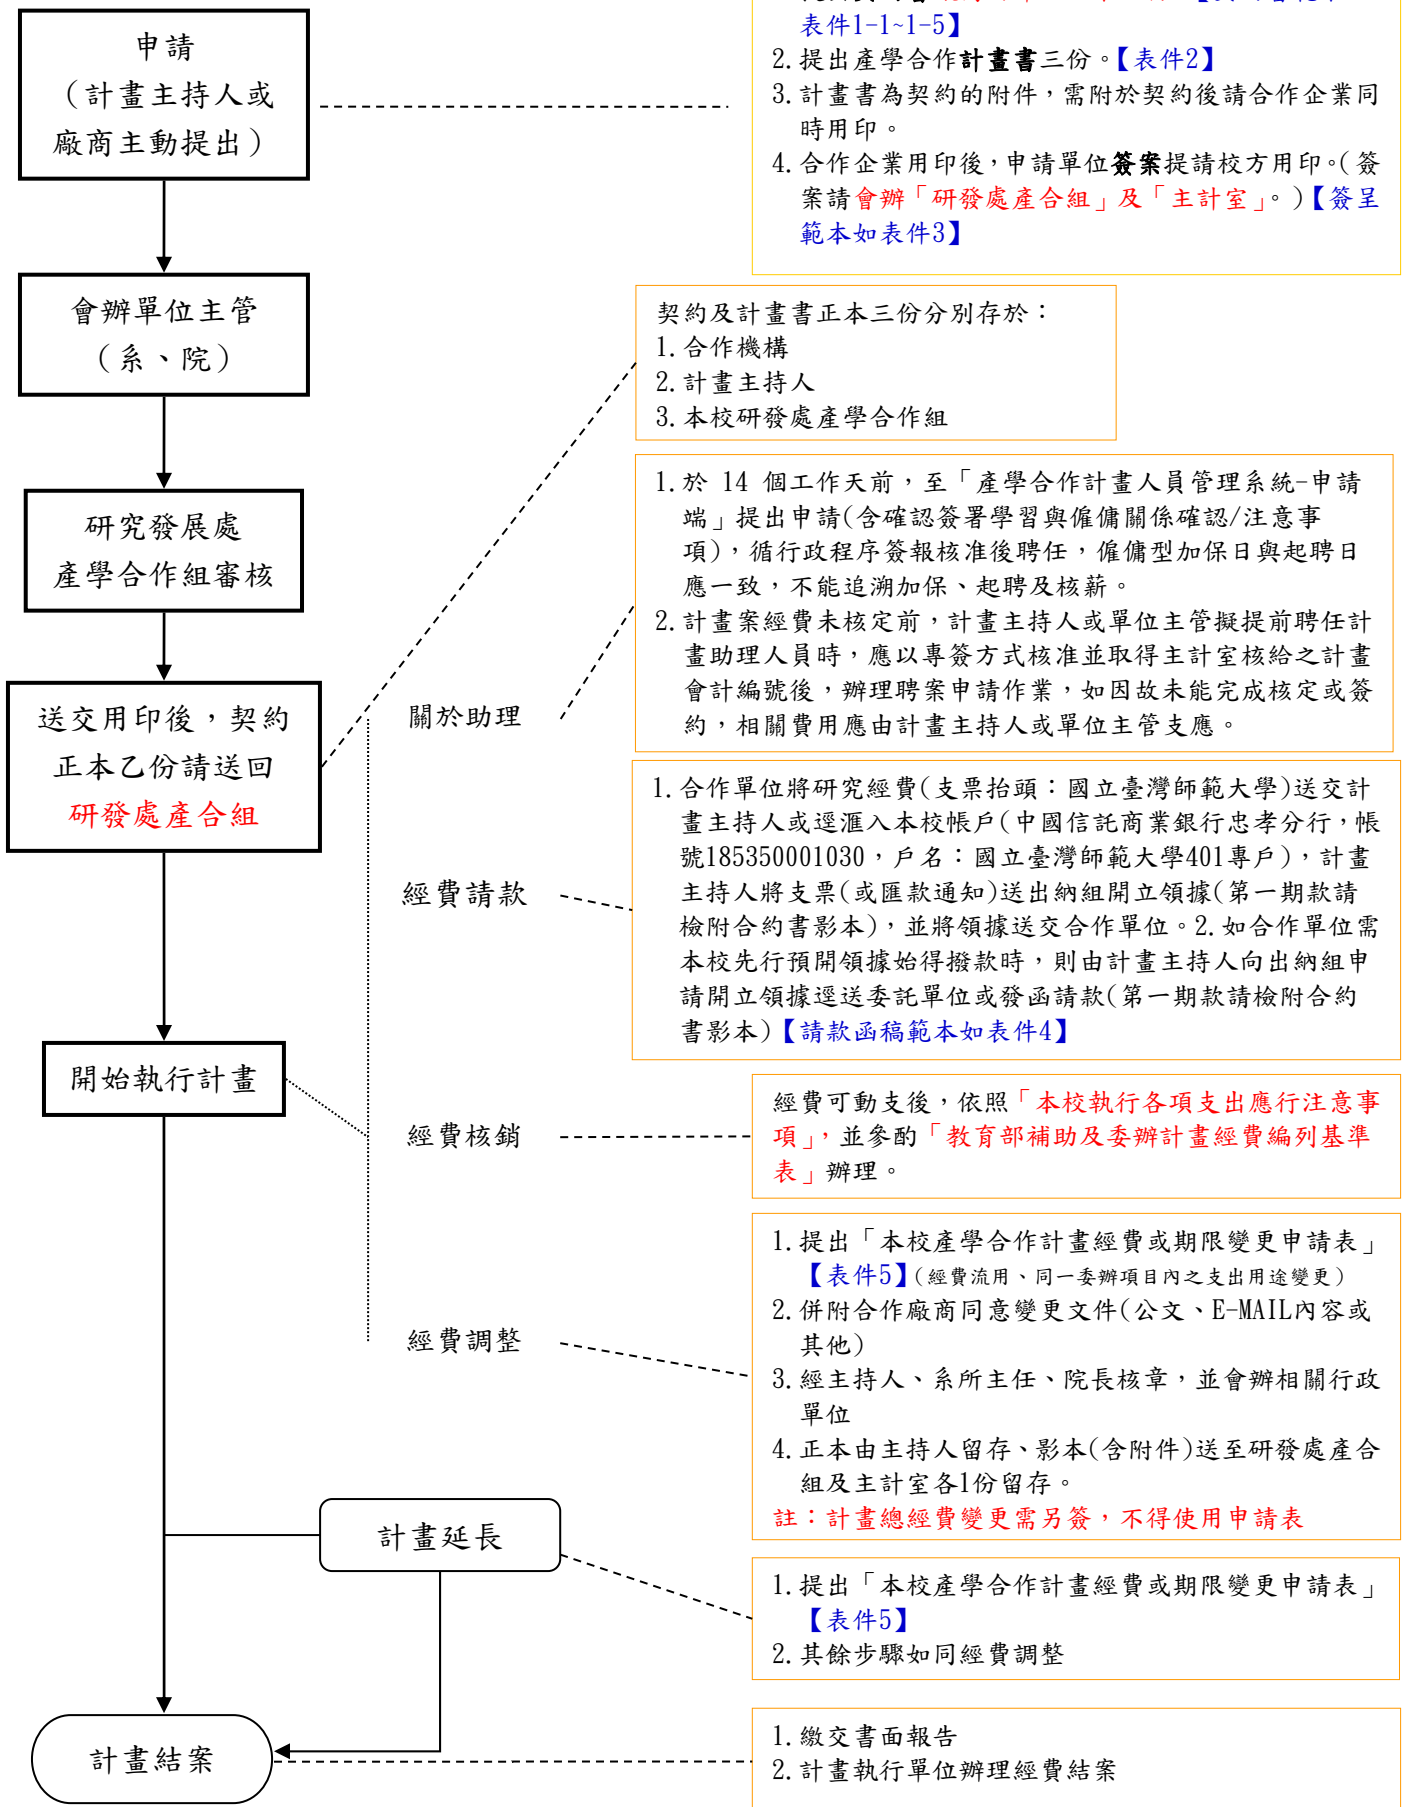 表件1-1~1-5】
申請
（計畫主持人或
廠商主動提出）
2.提出產學合作計畫書三份。【表件2】
3.計畫書為契約的附件，需附於契約後請合作企業同
時用印。
4.合作企業用印後，申請單位簽案提請校方用印。(簽
案請會辦「研發處產合組」及「主計室」。)【簽呈
範本如表件3】
會辦單位主管
（系、院）
契約及計畫書正本三份分別存於：
1.合作機構
2.計畫主持人
3.本校研發處產學合作組
研究發展處
產學合作組審核
1.於 14 個工作天前，至「產學合作計畫人員管理系統-申請
端」提出申請(含確認簽署學習與僱傭關係確認/注意事
項)，循行政程序簽報核准後聘任，僱傭型加保日與起聘日
應一致，不能追溯加保、起聘及核薪。
2.計畫案經費未核定前，計畫主持人或單位主管擬提前聘任計
畫助理人員時，應以專簽方式核准並取得主計室核給之計畫
會計編號後，辦理聘案申請作業，如因故未能完成核定或簽
約，相關費用應由計畫主持人或單位主管支應。
送交用印後，契約
正本乙份請送回
研發處產合組
關於助理
1.合作單位將研究經費(支票抬頭：國立臺灣師範大學)送交計
畫主持人或逕滙入本校帳戶(中國信託商業銀行忠孝分行，帳
號185350001030，戶名：國立臺灣師範大學401專戶)，計畫
主持人將支票(或匯款通知)送出納組開立領據(第一期款請
檢附合約書影本)，並將領據送交合作單位。2.如合作單位需
本校先行預開領據始得撥款時，則由計畫主持人向出納組申
請開立領據逕送委託單位或發函請款(第一期款請檢附合約
書影本)【請款函稿範本如表件4】
經費請款
開始執行計畫
經費核銷
經費可動支後，依照「本校執行各項支出應行注意事
項」，並參酌「教育部補助及委辦計畫經費編列基準
表」辦理。
經費調整
1.提出「本校產學合作計畫經費或期限變更申請表」
【表件5】(經費流用、同一委辦項目內之支出用途變更)
2.併附合作廠商同意變更文件(公文、E-MAIL內容或
其他)
3.經主持人、系所主任、院長核章，並會辦相關行政
單位
4.正本由主持人留存、影本(含附件)送至研發處產合
組及主計室各1份留存。
註：計畫總經費變更需另簽，不得使用申請表
計畫延長
1.提出「本校產學合作計畫經費或期限變更申請表」
【表件5】
2.其餘步驟如同經費調整
計畫結案
1.繳交書面報告
2.計畫執行單位辦理經費結案